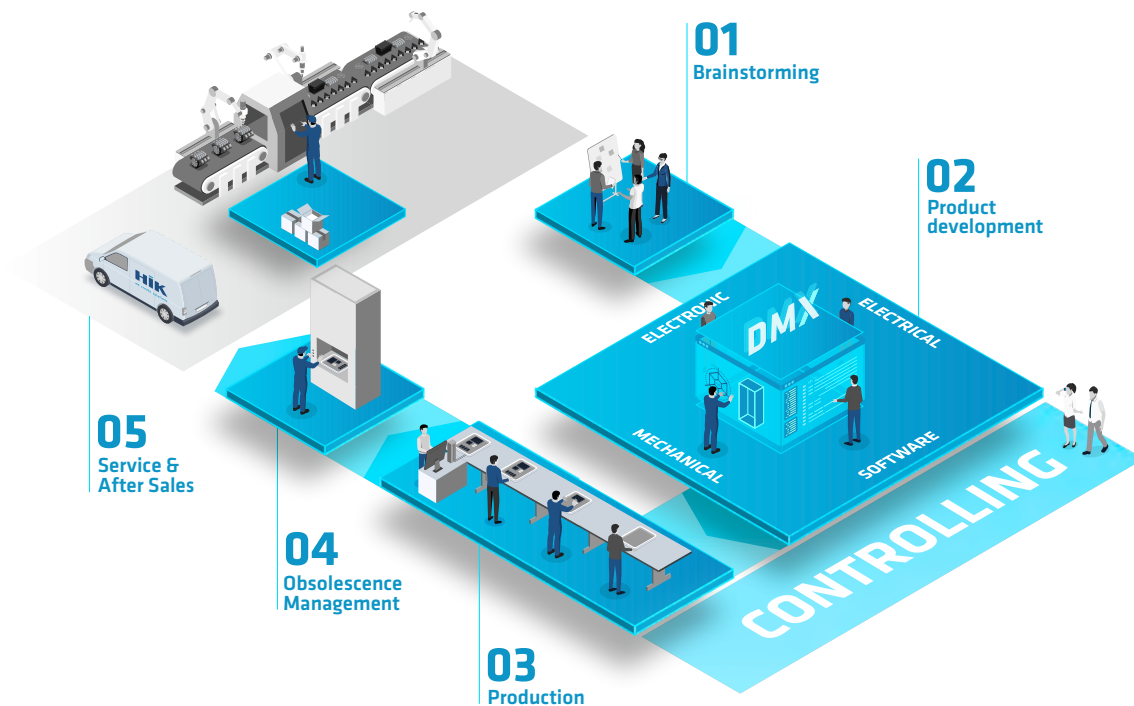 01
Brainstorming
02
Product
development
ELECTRONIC
ELECTRICAL
DMX
MECHANICAL
SOFTWARE
CONTROLLING
HIK
05
Service &
After Sales
04
Obsolescence
Management
03
Production